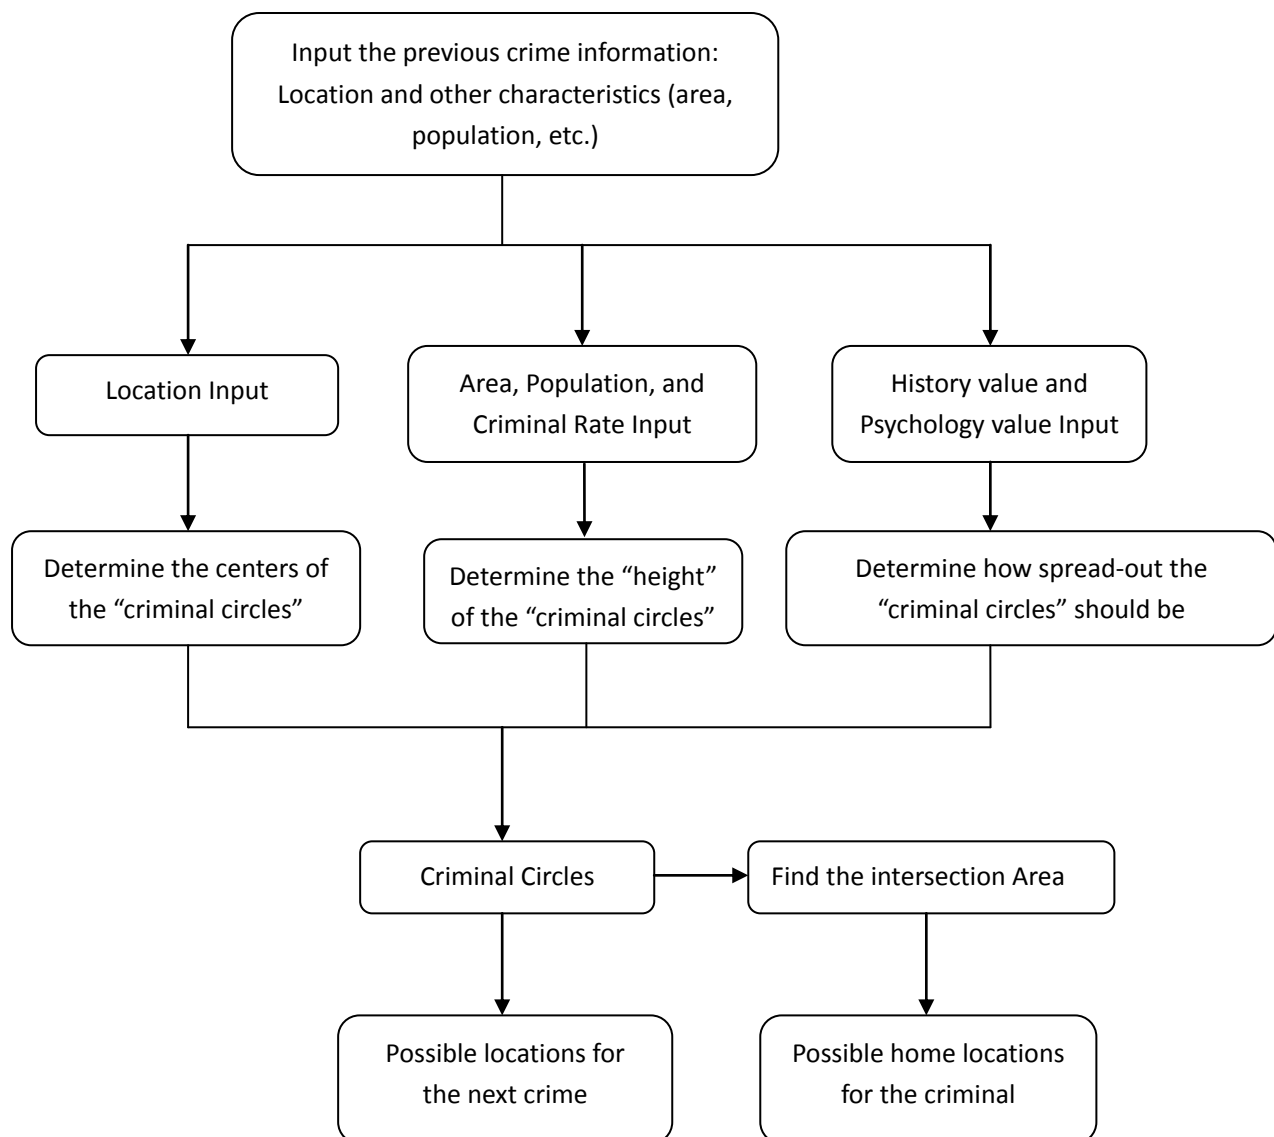 Input the previous crime information:
Location and other characteristics (area,
population, etc.)
Location Input
Area, Population, and
Criminal Rate Input
History value and
Psychology value Input
Determine the centers of
the “criminal circles”
Determine the “height”
of the “criminal circles”
Determine how spread-out the
“criminal circles” should be
Criminal Circles
Find the intersection Area
Possible locations for
the next crime
Possible home locations
for the criminal